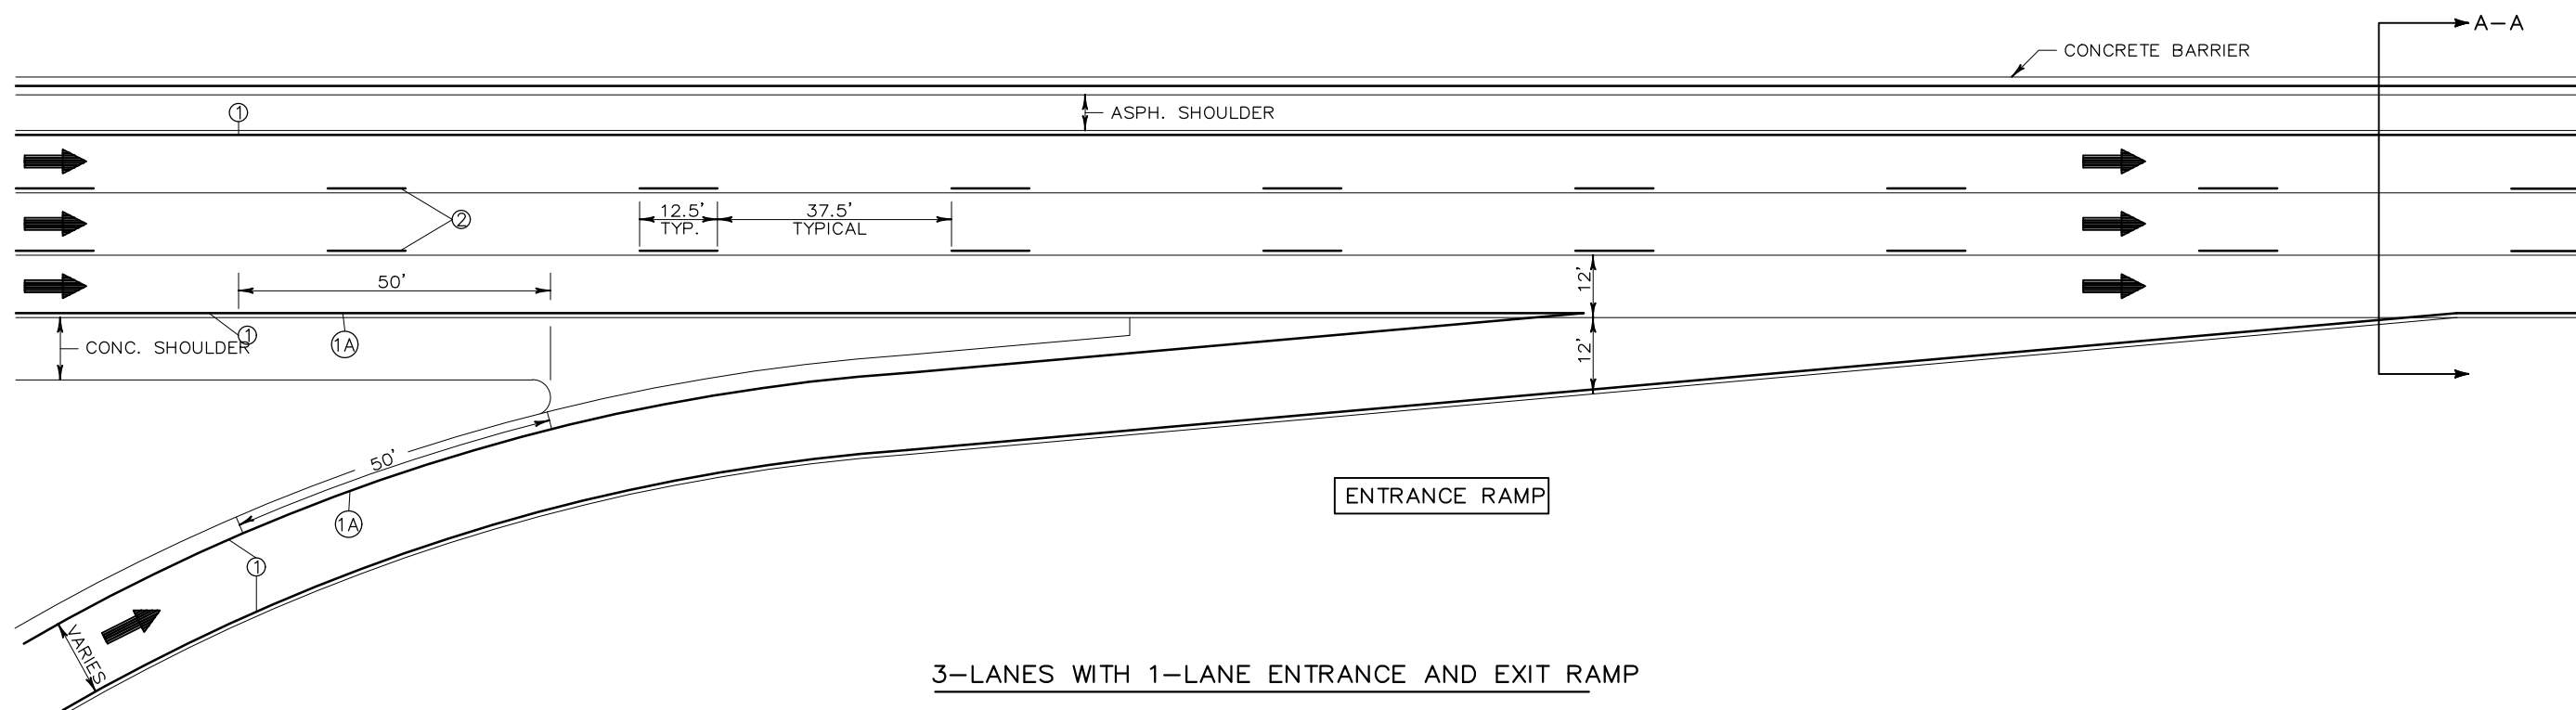 A-A
CONCRETE BARRIER
1
ASPH. SHOULDER
12.5'
TYP.
37.5'
TYPICAL
2
50'
12'
1
1A
CONC. SHOULDER
12'
50'
1A
ENTRANCE RAMP
1
VARIES
3-LANES WITH 1-LANE ENTRANCE AND EXIT RAMP